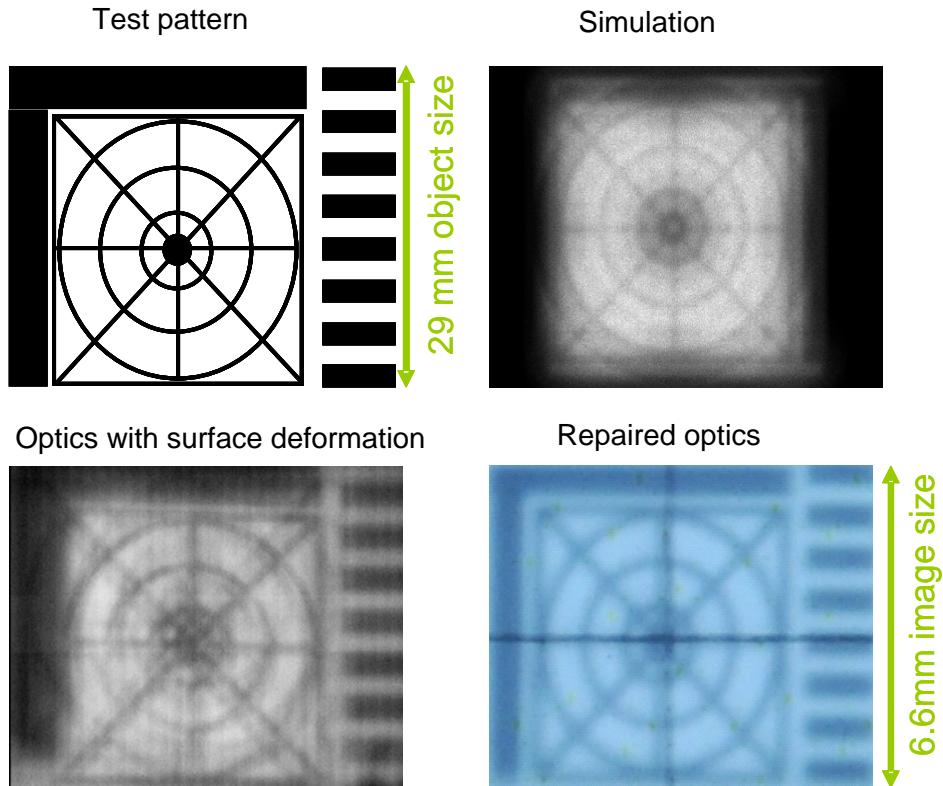 Test pattern
Simulation
29 mm object size
Optics with surface deformation
Repaired optics
6.6mm image size